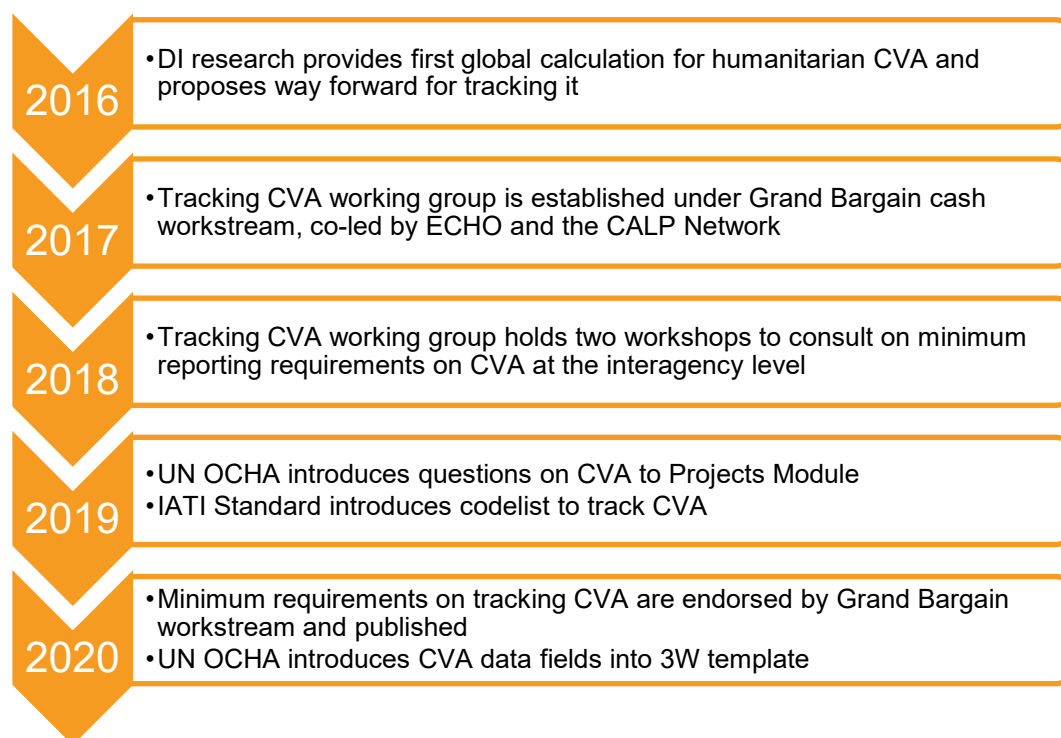 2016
•DI research provides first global calculation for humanitarian CVA and
proposes way forward for tracking it
2017
•Tracking CVA working group is established under Grand Bargain cash
workstream, co-led by ECHO and the CALP Network
2018
•Tracking CVA working group holds two workshops to consult on minimum
reporting requirements on CVA at the interagency level
2019
•UN OCHA introduces questions on CVA to Projects Module
•IATI Standard introduces codelist to track CVA
2020
•Minimum requirements on tracking CVA are endorsed by Grand Bargain
workstream and published
•UN OCHA introduces CVA data fields into 3W template